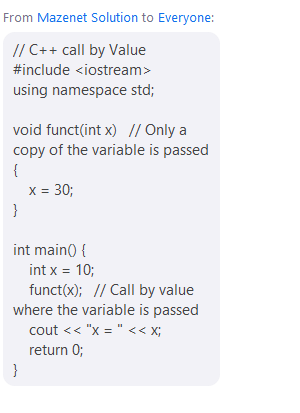 From Mazenet Solution to Everyone:
// C++ call by Value
#include <iostream>
using namespace std;
void funct(int x)   // Only a
copy of the variable is passed
{
    x = 30;
}
int main() {
    int x = 10;
    funct(x);   // Call by value
where the variable is passed
    cout << "x = " << x;
    return 0;
}